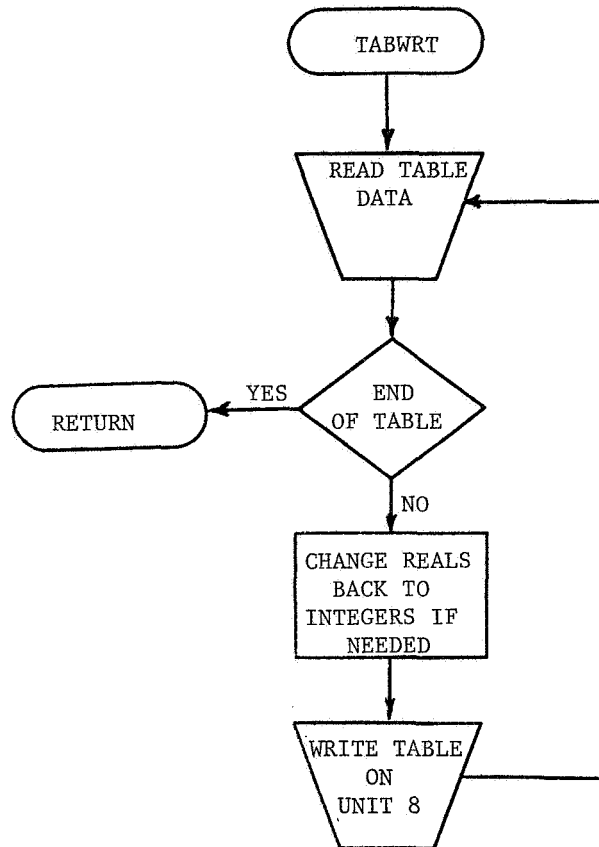 TABWRT
READ TABLE
DATA
END
OF TABLE
YES
RETURN
NO
CHANGE REALS
BACK TO
INTEGERS IF
NEEDED
WRITE TABLE
ON
UNIT 8